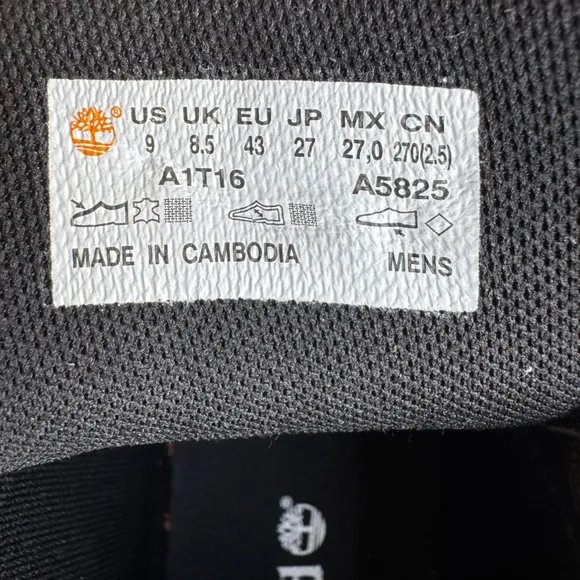 ® US UK EU JP MX CN
9 8.5 43 27 27,0 270(2.5)
A1T16 A5825
MADE IN CAMBODIA MENS
®